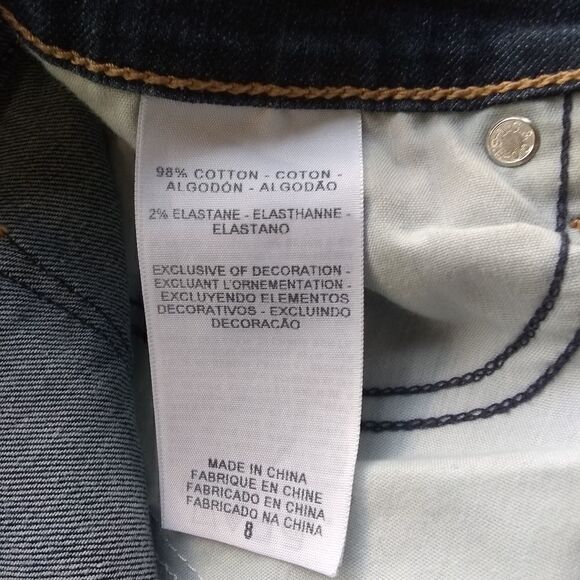 98% COTTON - COTON -
ALGODÓN - ALGODÃO
2% ELASTANE - ELASTHANNE -
ELASTANO
EXCLUSIVE OF DECORATION -
EXCLUANT L'ORNEMENTATION -
EXCLUYENDO ELEMENTOS
DECORATIVOS - EXCLUINDO
DECORAÇÃO
MADE IN CHINA
FABRIQUE EN CHINE
FABRICADO EN CHINA
FABRICADO NA CHINA
8